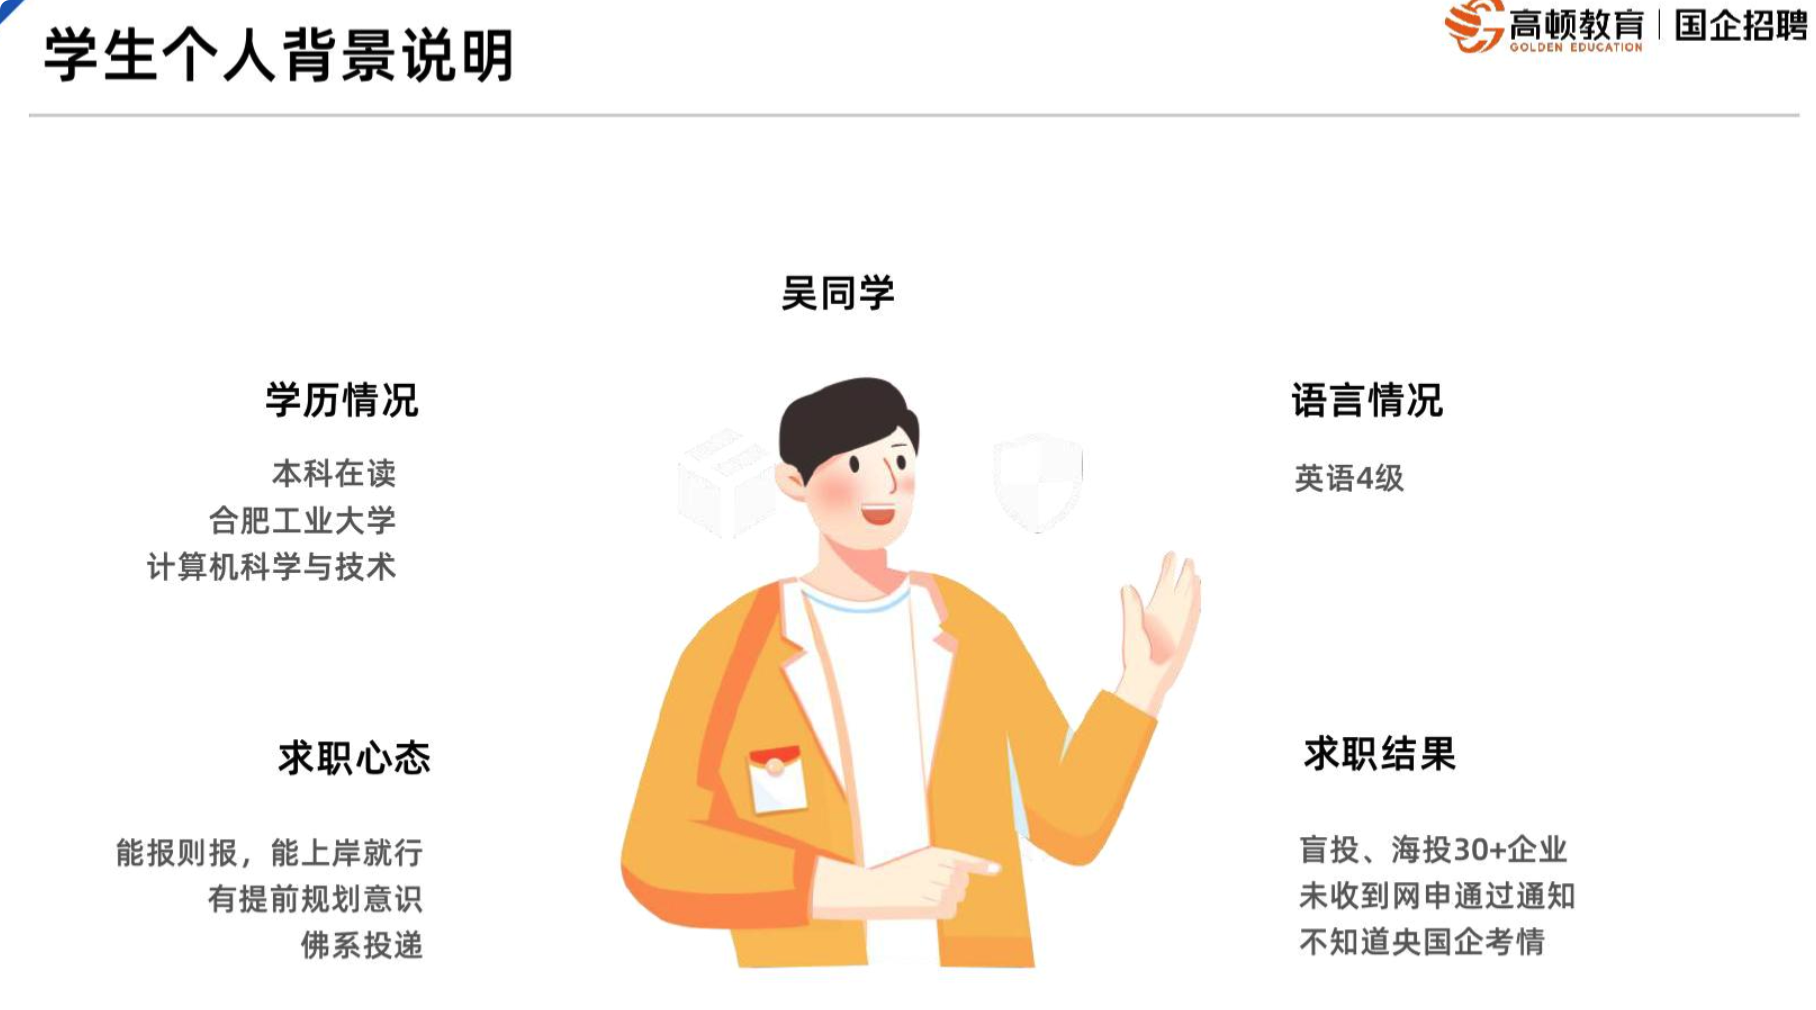 学生个人背景说明
高顿教育 | 国企招聘
GOLDEN EDUCATION
吴同学
学历情况
本科在读
合肥工业大学
计算机科学与技术
语言情况
英语4级
求职心态
能报则报，能上岸就行
有提前规划意识
佛系投递
求职结果
盲投、海投30+企业
未收到网申通过通知
不知道央国企考情